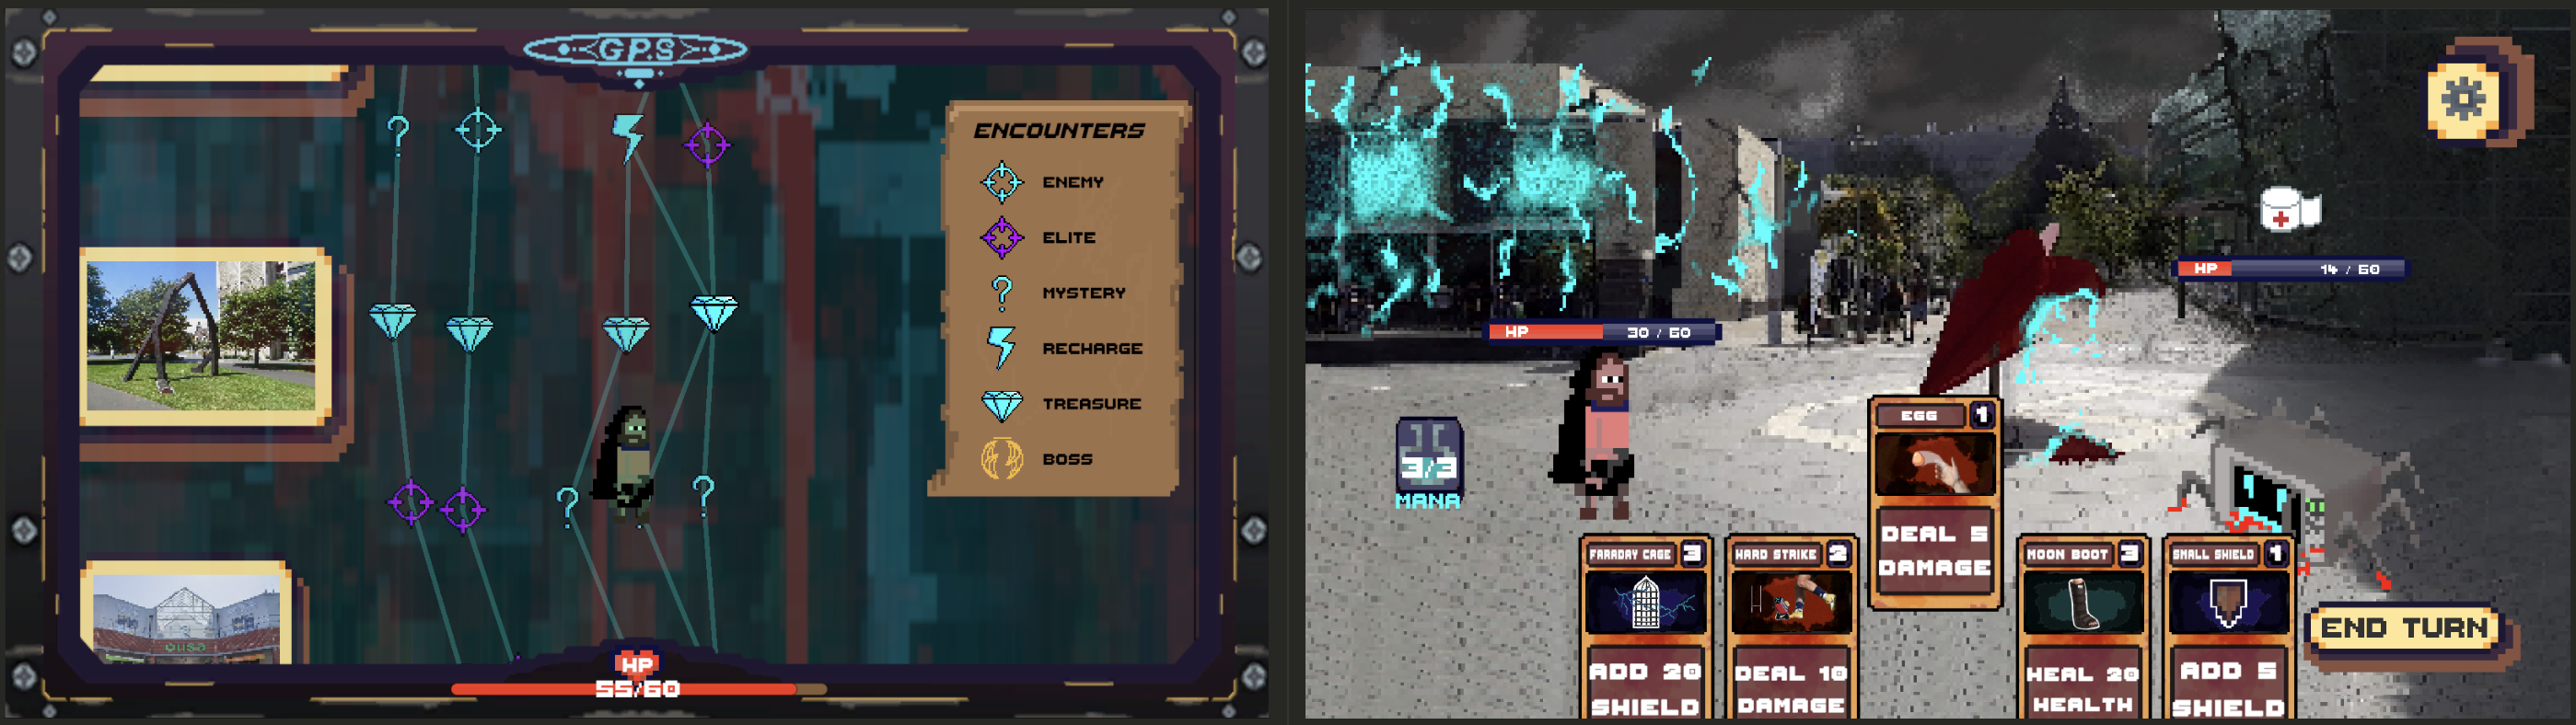 G.P.S
ENCOUNTERS
ENEMY
ELITE
MYSTERY
RECHARGE
TREASURE
BOSS
ousa
HP
55/60
HP 14 / 60
HP 30 / 60
3/3
MANA
EGG 1
DEAL 5
DAMAGE
FARADAY CAGE 3
ADD 20
SHIELD
HARD STRIKE 2
DEAL 10
DAMAGE
MOON BOOT 3
HEAL 20
HEALTH
SMALL SHIELD 1
ADD 5
SHIELD
END TURN